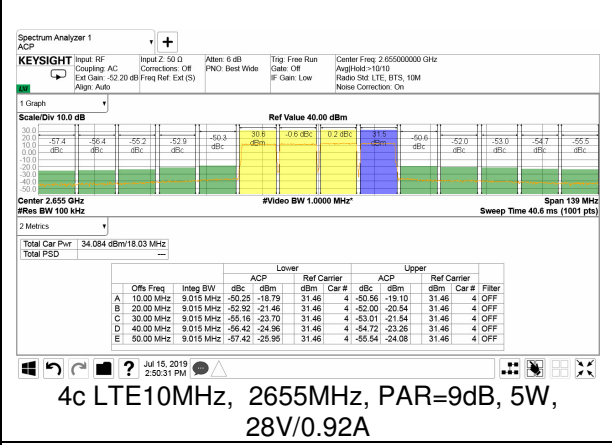 Spectrum Analyzer 1
ACP
+
KEYSIGHT Input: RF Input Z: 50 Ω Atten: 6 dB Trig: Free Run Center Freq: 2.655000000 GHz
Coupling: AC Corrections: Off PNO: Best Wide Gate: Off Avg|Hold:>10/10
Ext Gain: -52.20 dB Freq Ref: Ext (S) IF Gain: Low Radio Std: LTE, BTS, 10M
Align: Auto Noise Correction: On
LXI
1 Graph
Scale/Div 10.0 dB Ref Value 40.00 dBm
30.0
20.0
10.0
0.00
-10.0
-20.0
-30.0
-40.0
-50.0
-57.4 -56.4 -55.2 -52.9 -50.3 30.6 -0.6 dBc 0.2 dBc 31.5 -50.6 -52.0 -53.0 -54.7 -55.5
dBc dBc dBc dBc dBc dBm dBm dBc dBc dBc dBc dBc
Center 2.655 GHz #Video BW 1.0000 MHz* Span 139 MHz
#Res BW 100 kHz Sweep Time 40.6 ms (1001 pts)
2 Metrics
Total Car Pwr 34.084 dBm/18.03 MHz
Total PSD ---
Lower Upper
ACP Ref Carrier ACP Ref Carrier
Offs Freq Integ BW dBc dBm dBm Car # dBc dBm dBm Car # Filter
A 10.00 MHz 9.015 MHz -50.25 -18.79 31.46 4 -50.56 -19.10 31.46 4 OFF
B 20.00 MHz 9.015 MHz -52.92 -21.46 31.46 4 -52.00 -20.54 31.46 4 OFF
C 30.00 MHz 9.015 MHz -55.16 -23.70 31.46 4 -53.01 -21.54 31.46 4 OFF
D 40.00 MHz 9.015 MHz -56.42 -24.96 31.46 4 -54.72 -23.26 31.46 4 OFF
E 50.00 MHz 9.015 MHz -57.42 -25.95 31.46 4 -55.54 -24.08 31.46 4 OFF
? Jul 15, 2019
2:50:31 PM
4c LTE10MHz, 2655MHz, PAR=9dB, 5W,
28V/0.92A